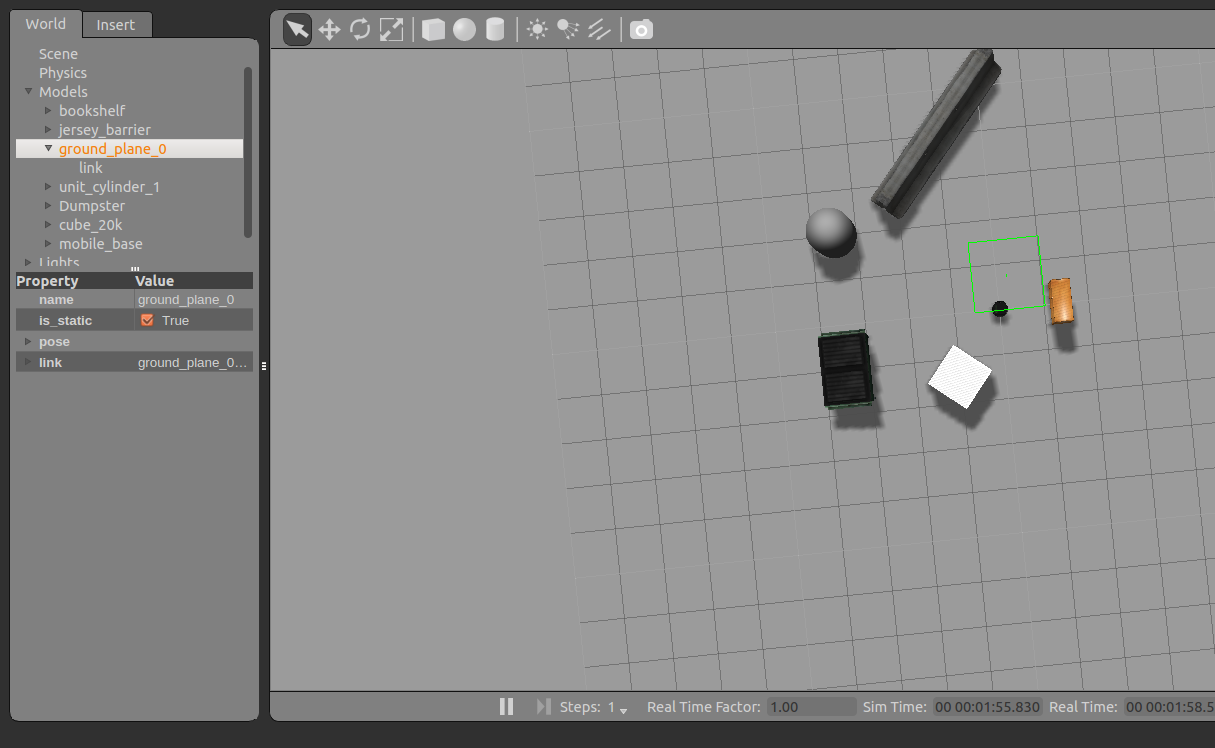 World Insert
Scene
Physics
Models
bookshelf
jersey_barrier
ground_plane_0
link
unit_cylinder_1
Dumpster
cube_20k
mobile_base
Lights
Property Value
name ground_plane_0
is_static True
pose
link ground_plane_0...
Steps: 1 Real Time Factor: 1.00 Sim Time: 00 00:01:55.830 Real Time: 00 00:01:58.5